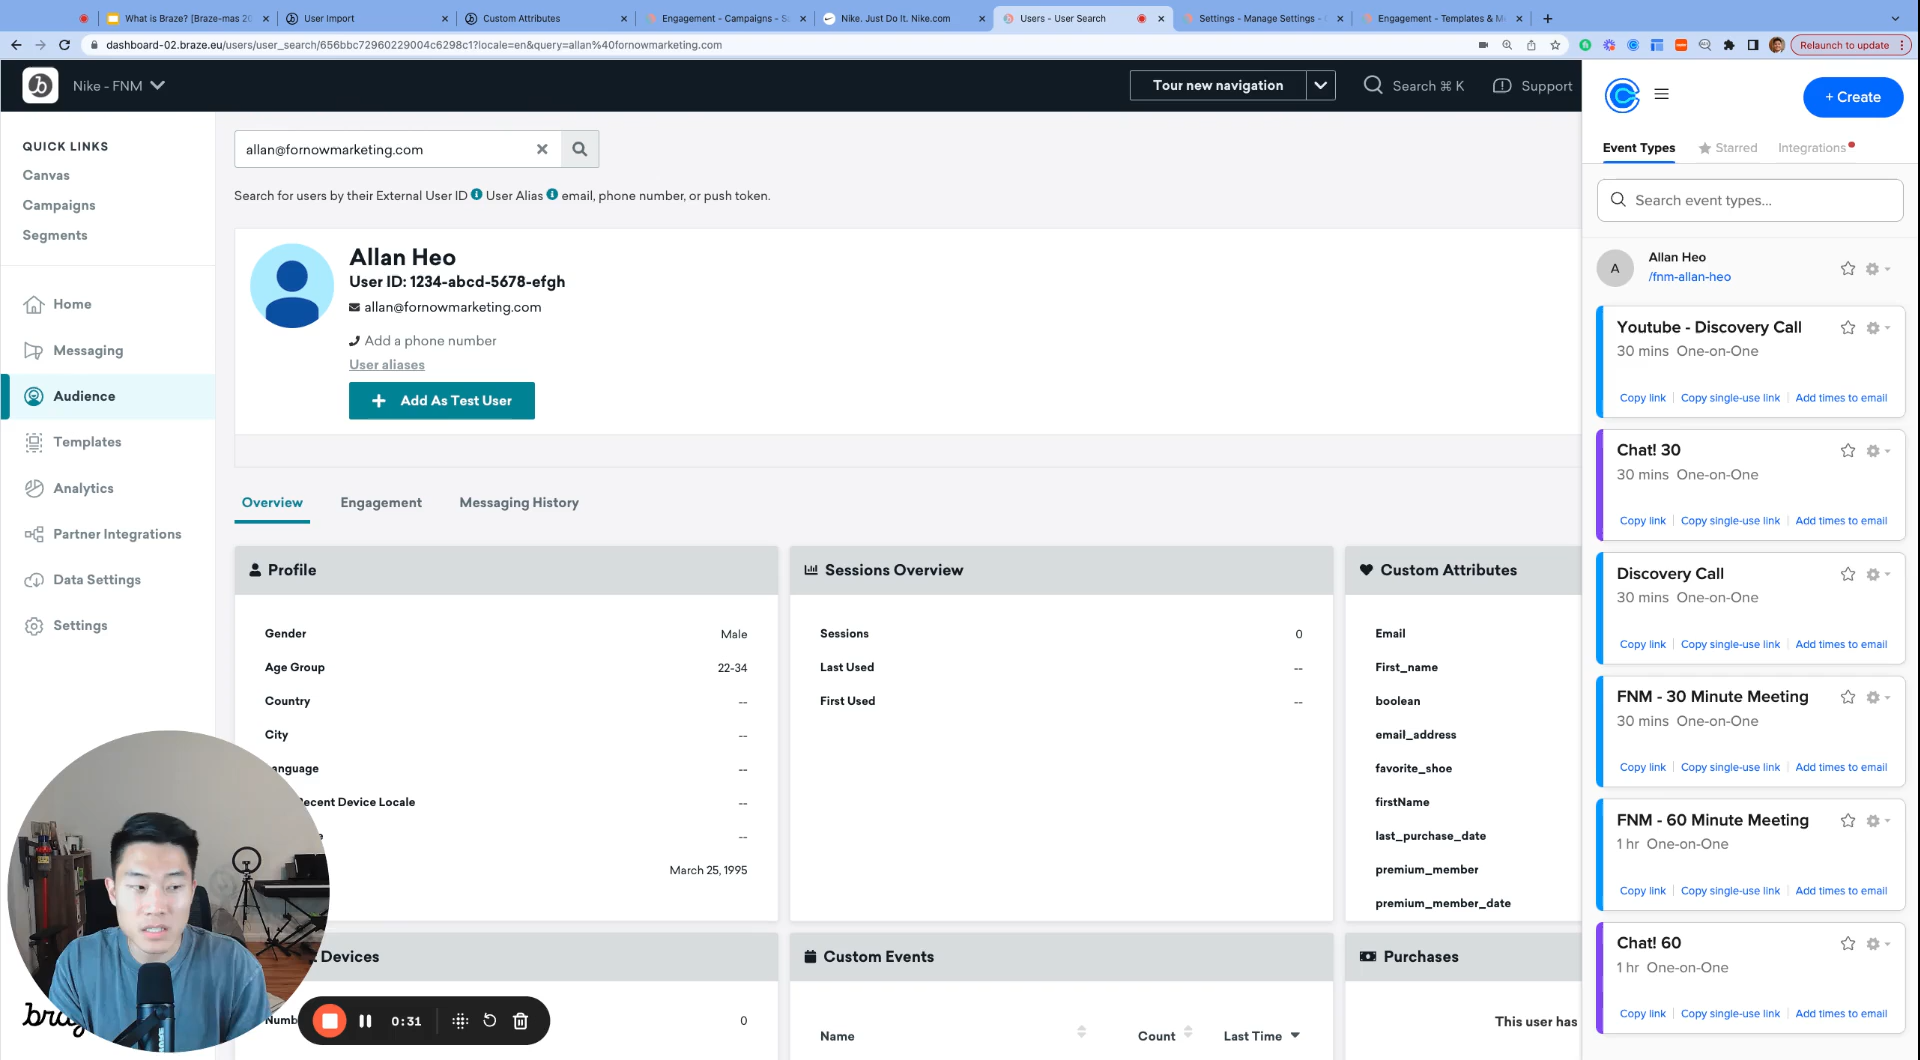 What is Braze? [Braze-mas 20
User Import
Custom Attributes
Engagement - Campaigns - S
Nike. Just Do It. Nike.com
Users - User Search
Settings - Manage Settings -
Engagement - Templates & M
dashboard-02.braze.eu/users/user_search/656bbc72960229004c6298c1?locale=en&query=allan%40fornowmarketing.com
Relaunch to update
Nike - FNM
Tour new navigation
Search ⌘ K
Support
+ Create
QUICK LINKS
Canvas
Campaigns
Segments
Home
Messaging
Audience
Templates
Analytics
Partner Integrations
Data Settings
Settings
allan@fornowmarketing.com
Search for users by their External User ID User Alias email, phone number, or push token.
Allan Heo
User ID: 1234-abcd-5678-efgh
allan@fornowmarketing.com
Add a phone number
User aliases
+ Add As Test User
Overview Engagement Messaging History
Profile
Gender Male
Age Group 22-34
Country --
City --
anguage --
ecent Device Locale --
e --
March 25, 1995
Sessions Overview
Sessions 0
Last Used --
First Used --
Custom Attributes
Email
First_name
boolean
email_address
favorite_shoe
firstName
last_purchase_date
premium_member
premium_member_date
Devices
Numb 0
Custom Events
Name Count Last Time
Purchases
This user has
braz
0:31
Event Types Starred Integrations
Search event types...
A
Allan Heo
/fnm-allan-heo
Youtube - Discovery Call
30 mins One-on-One
Copy link Copy single-use link Add times to email
Chat! 30
30 mins One-on-One
Copy link Copy single-use link Add times to email
Discovery Call
30 mins One-on-One
Copy link Copy single-use link Add times to email
FNM - 30 Minute Meeting
30 mins One-on-One
Copy link Copy single-use link Add times to email
FNM - 60 Minute Meeting
1 hr One-on-One
Copy link Copy single-use link Add times to email
Chat! 60
1 hr One-on-One
Copy link Copy single-use link Add times to email